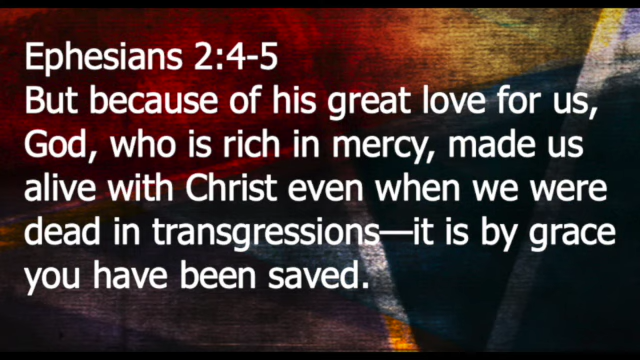 Ephesians 2:4-5
But because of his great love for us,
God, who is rich in mercy, made us
alive with Christ even when we were
dead in transgressions—it is by grace
you have been saved.